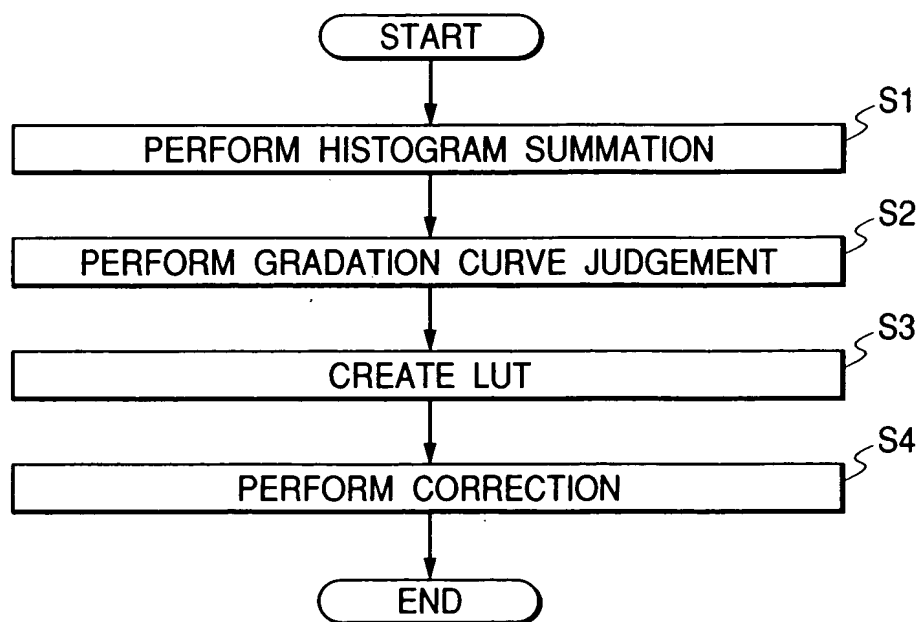 START
S1
PERFORM HISTOGRAM SUMMATION
S2
PERFORM GRADATION CURVE JUDGEMENT
S3
CREATE LUT
S4
PERFORM CORRECTION
END